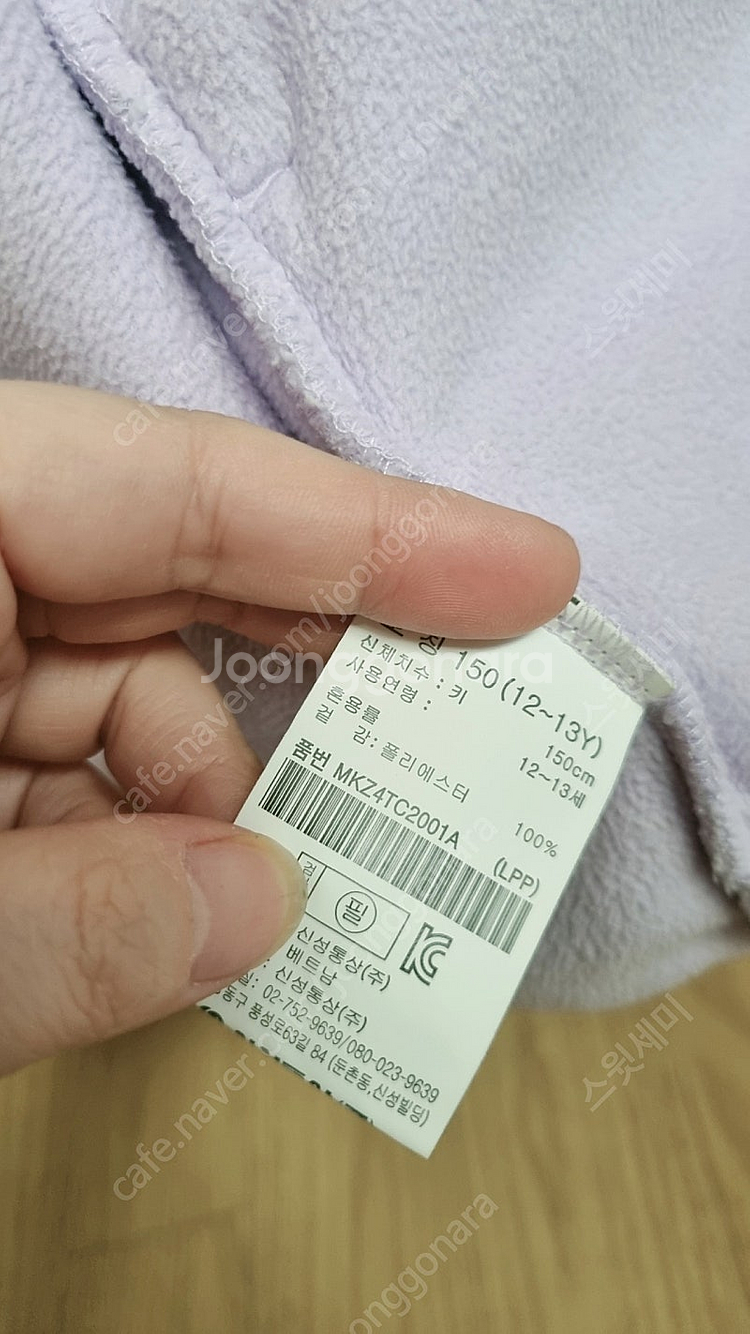 성 150(12~13Y)
신체치수 : 키 150cm
사용연령 : 12~13세
혼용률
겉 감: 폴리에스터 100%
품번 MKZ4TC2001A (LPP)
필
신성통상(주)
베트남
신성통상(주)
02-752-9639/080-023-9639
동구 풍성로63길 84 (둔촌동,신성빌딩)
Joonggonara
cafe.naver.com/joonggonara
스윗세미